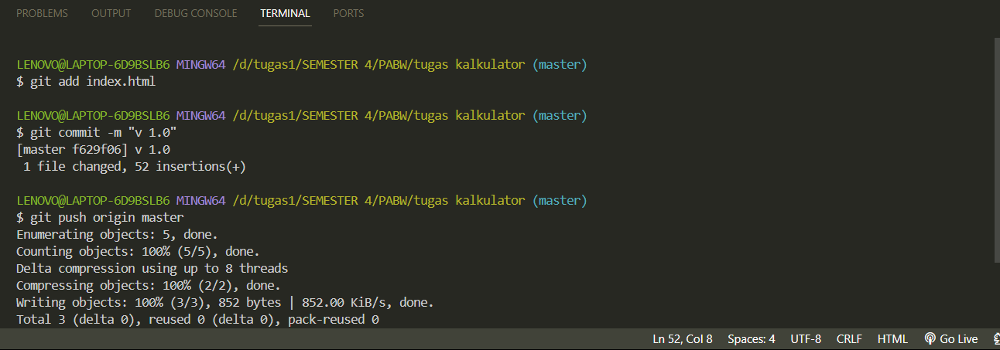 PROBLEMS OUTPUT DEBUG CONSOLE TERMINAL PORTS
LENOVO@LAPTOP-6D9BSLB6 MINGW64 /d/tugas1/SEMESTER 4/PABW/tugas kalkulator (master)
$ git add index.html
LENOVO@LAPTOP-6D9BSLB6 MINGW64 /d/tugas1/SEMESTER 4/PABW/tugas kalkulator (master)
$ git commit -m "v 1.0"
[master f629f06] v 1.0
 1 file changed, 52 insertions(+)
LENOVO@LAPTOP-6D9BSLB6 MINGW64 /d/tugas1/SEMESTER 4/PABW/tugas kalkulator (master)
$ git push origin master
Enumerating objects: 5, done.
Counting objects: 100% (5/5), done.
Delta compression using up to 8 threads
Compressing objects: 100% (2/2), done.
Writing objects: 100% (3/3), 852 bytes | 852.00 KiB/s, done.
Total 3 (delta 0), reused 0 (delta 0), pack-reused 0
Ln 52, Col 8 Spaces: 4 UTF-8 CRLF HTML Go Live